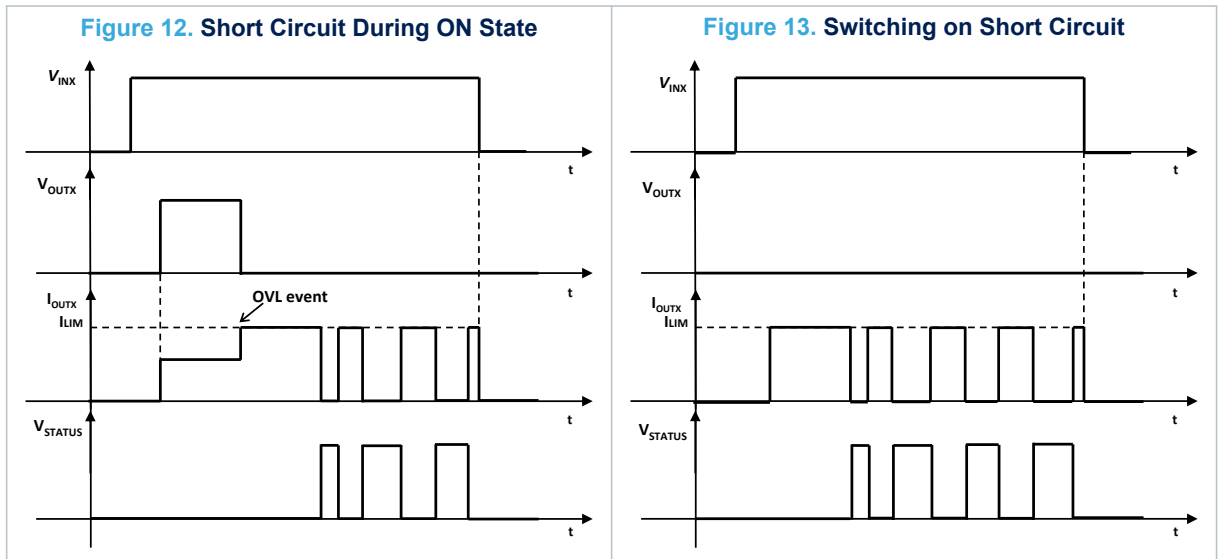 Figure 12. Short Circuit During ON State
VINX
t
VOUTX
t
IOUTX
ILIM
OVL event
t
VSTATUS
t
Figure 13. Switching on Short Circuit
VINX
t
VOUTX
t
IOUTX
ILIM
t
VSTATUS
t